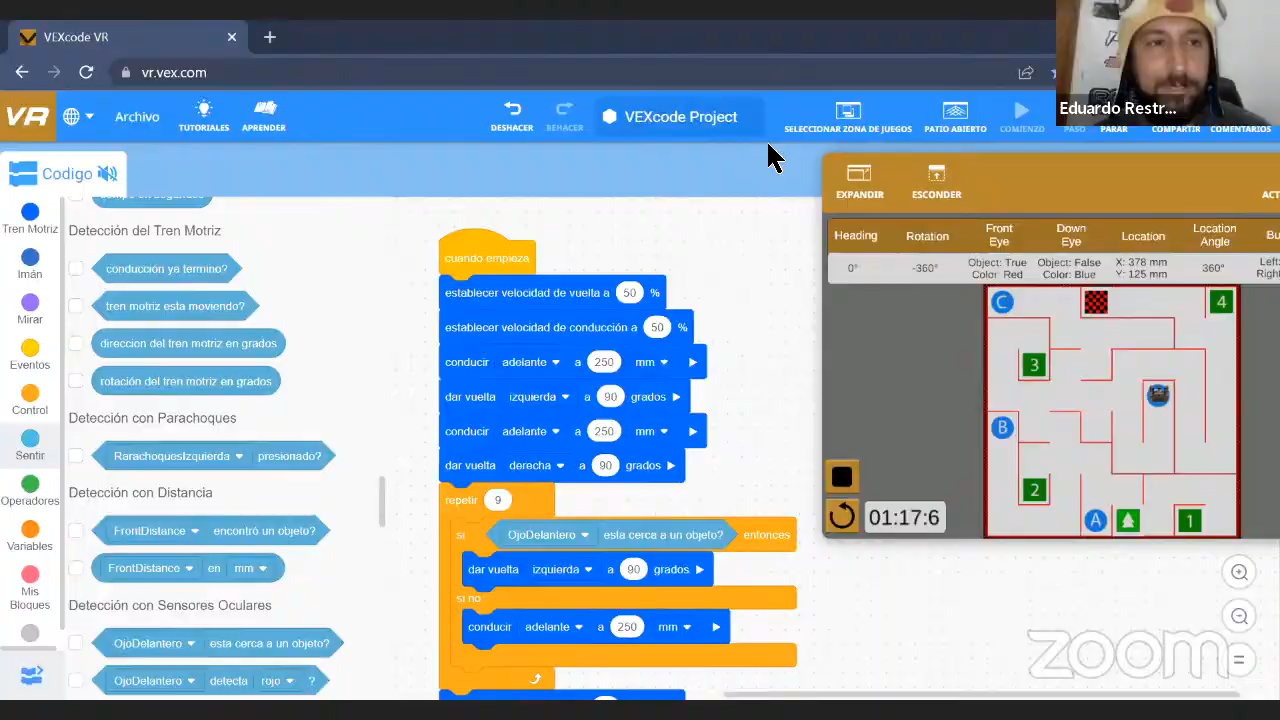 VEXcode VR
vr.vex.com
Eduardo Restr...
VR
Archivo
TUTORIALES
APRENDER
DESHACER
REHACER
VEXcode Project
SELECCIONAR ZONA DE JUEGOS
PATIO ABIERTO
COMIENZO
PASO
PARAR
COMPARTIR
COMENTARIOS
Codigo
Tren Motriz
Imán
Mirar
Eventos
Control
Sentir
Operadores
Variables
Mis
Bloques
Detección del Tren Motriz
conducción ya termino?
tren motriz esta moviendo?
direccion del tren motriz en grados
rotación del tren motriz en grados
Detección con Parachoques
RarachoquesIzquierda presionado?
Detección con Distancia
FrontDistance encontró un objeto?
FrontDistance en mm
Detección con Sensores Oculares
OjoDelantero esta cerca a un objeto?
OjoDelantero detecta rojo ?
cuando empieza
establecer velocidad de vuelta a 50 %
establecer velocidad de conducción a 50 %
conducir adelante a 250 mm
dar vuelta izquierda a 90 grados
conducir adelante a 250 mm
dar vuelta derecha a 90 grados
repetir 9
si OjoDelantero esta cerca a un objeto? entonces
dar vuelta izquierda a 90 grados
si no
conducir adelante a 250 mm
EXPANDIR
ESCONDER
Heading
Rotation
Front
Eye
Down
Eye
Location
Location
Angle
0°
-360°
Object: True
Color: Red
Object: False
Color: Blue
X: 378 mm
Y: 125 mm
360°
Left:
C
4
3
B
2
A
1
01:17:6
zoom